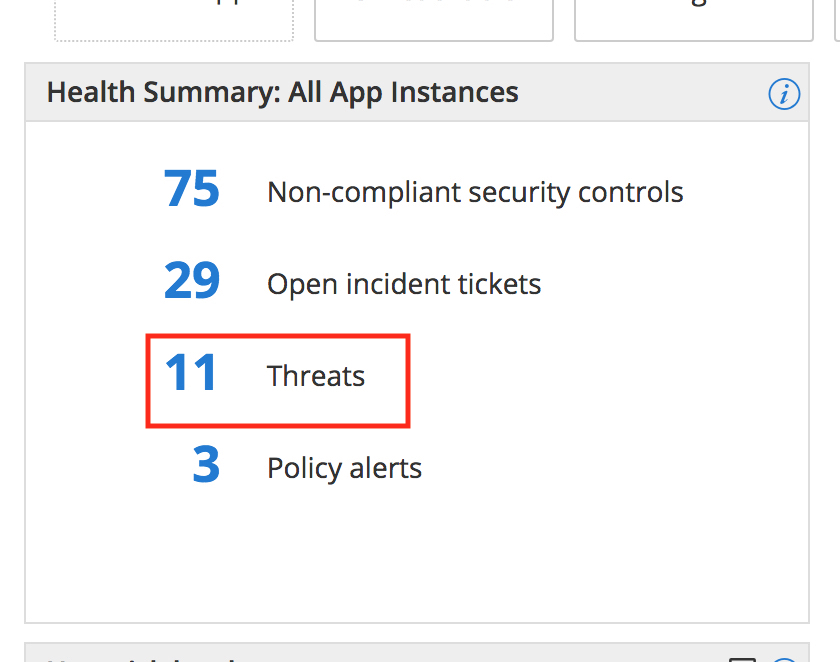 Health Summary: All App Instances
75 Non-compliant security controls
29 Open incident tickets
11 Threats
3 Policy alerts